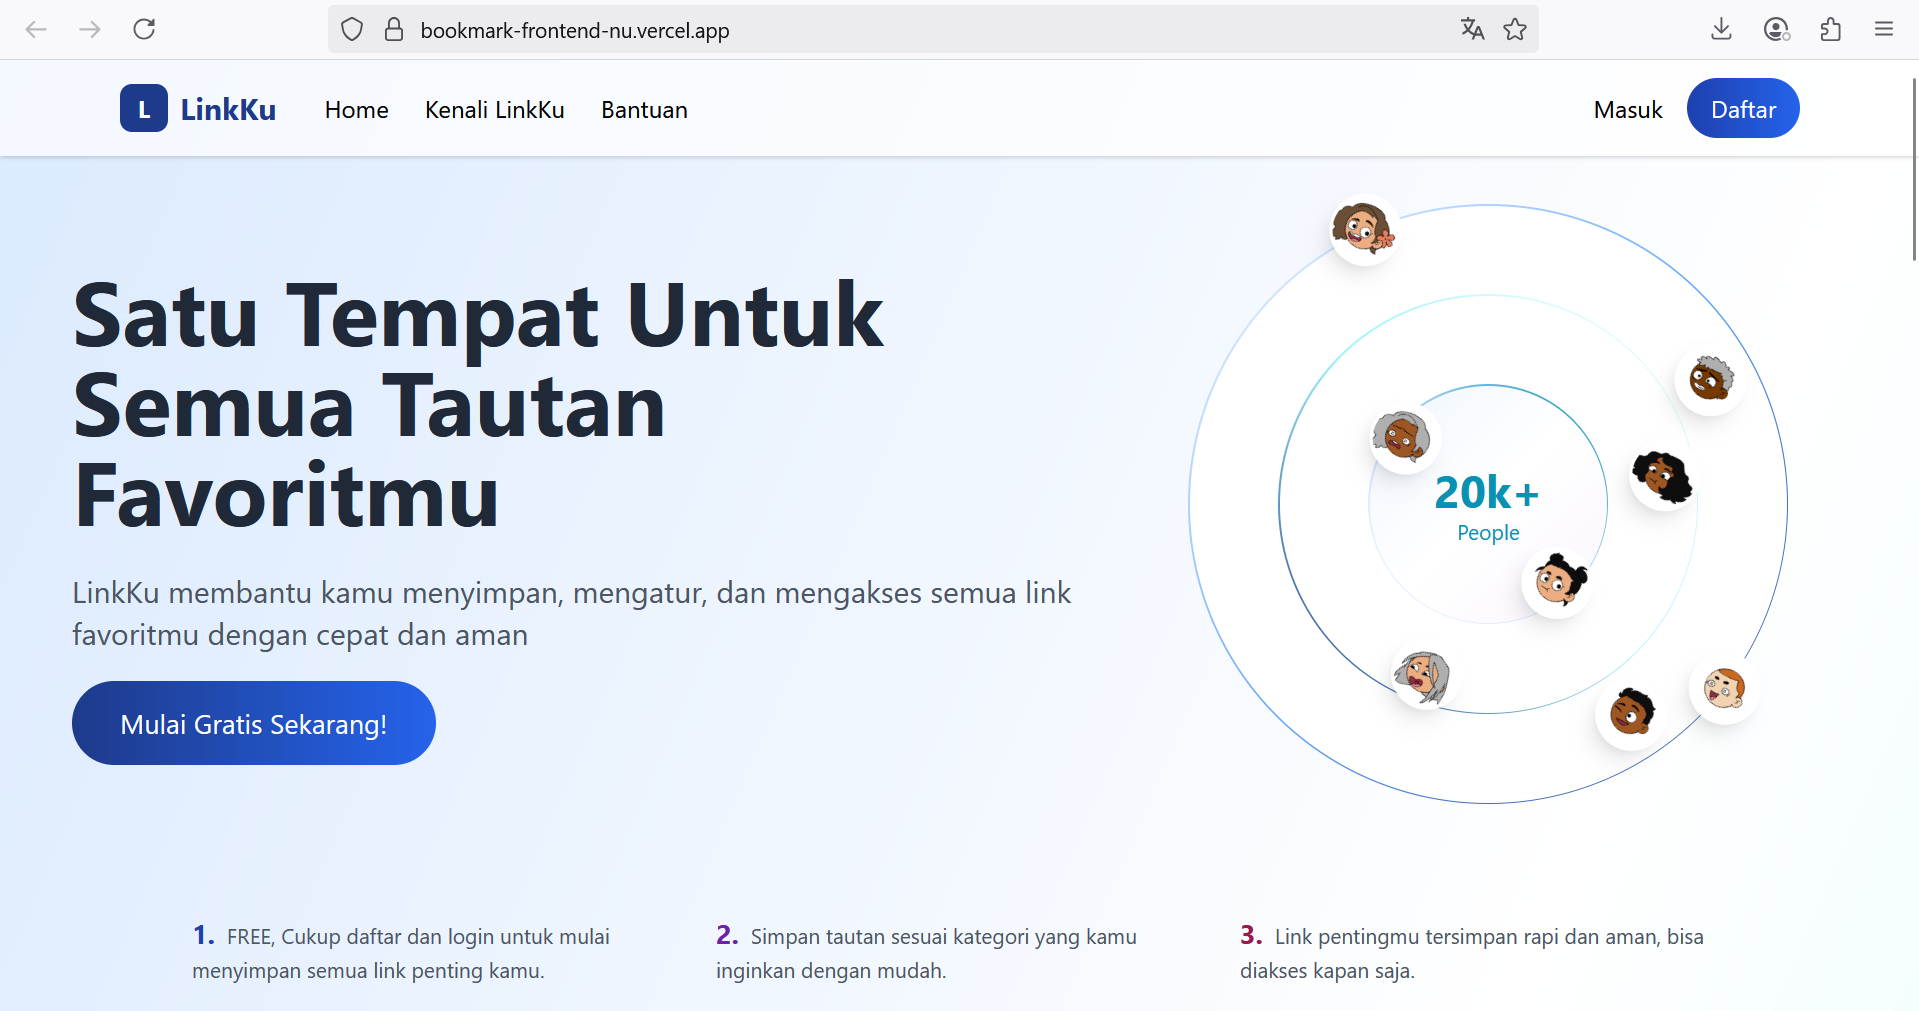 bookmark-frontend-nu.vercel.app
L LinkKu Home Kenali LinkKu Bantuan Masuk Daftar
Satu Tempat Untuk
Semua Tautan
Favoritmu
LinkKu membantu kamu menyimpan, mengatur, dan mengakses semua link
favoritmu dengan cepat dan aman
Mulai Gratis Sekarang!
20k+
People
1. FREE, Cukup daftar dan login untuk mulai
menyimpan semua link penting kamu.
2. Simpan tautan sesuai kategori yang kamu
inginkan dengan mudah.
3. Link pentingmu tersimpan rapi dan aman, bisa
diakses kapan saja.